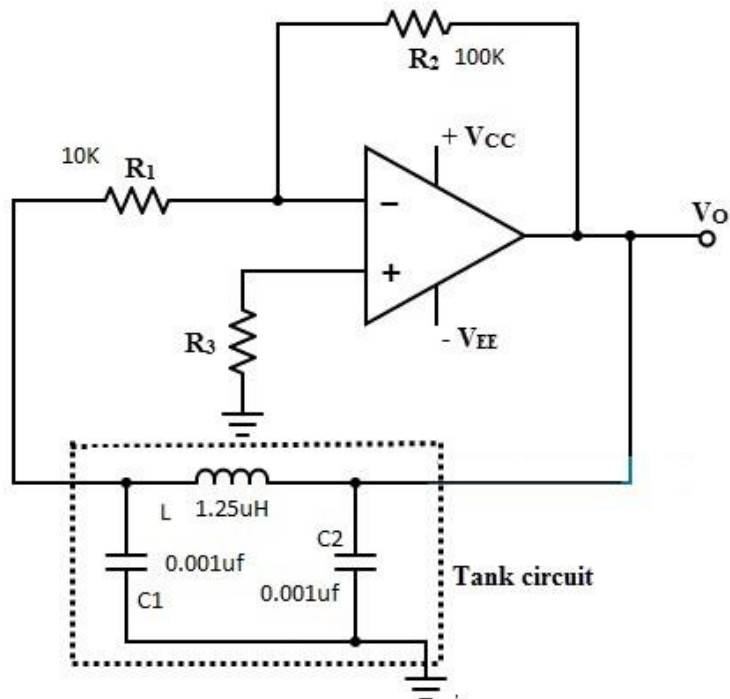 R₂ 100K
10K
R₁
+ VCC
VO
−
+
R₃
- VEE
L 1.25uH
C2
0.001uf
Tank circuit
0.001uf
C1